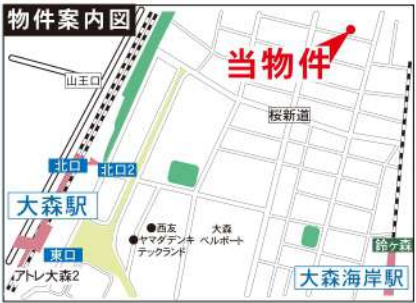 物件案内図
当物件
山王口
桜新道
北口
北口2
大森駅
●西友
●ヤマダデンキ
テックランド
大森
ベルポート
東口
アトレ大森2
鈴ヶ森
大森海岸駅